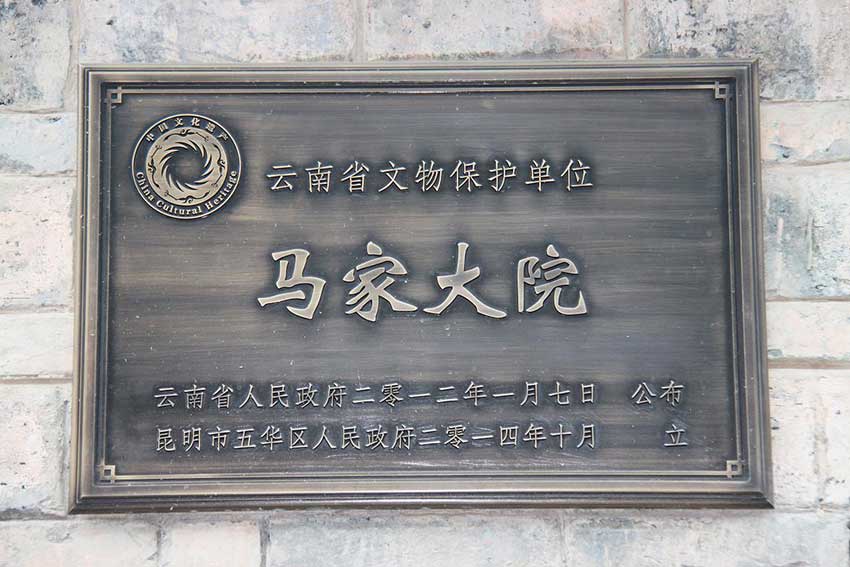 中国文化遗产
China Cultural Heritage
云南省文物保护单位
马家大院
云南省人民政府二零一二年一月七日 公布
昆明市五华区人民政府二零一四年十月 立